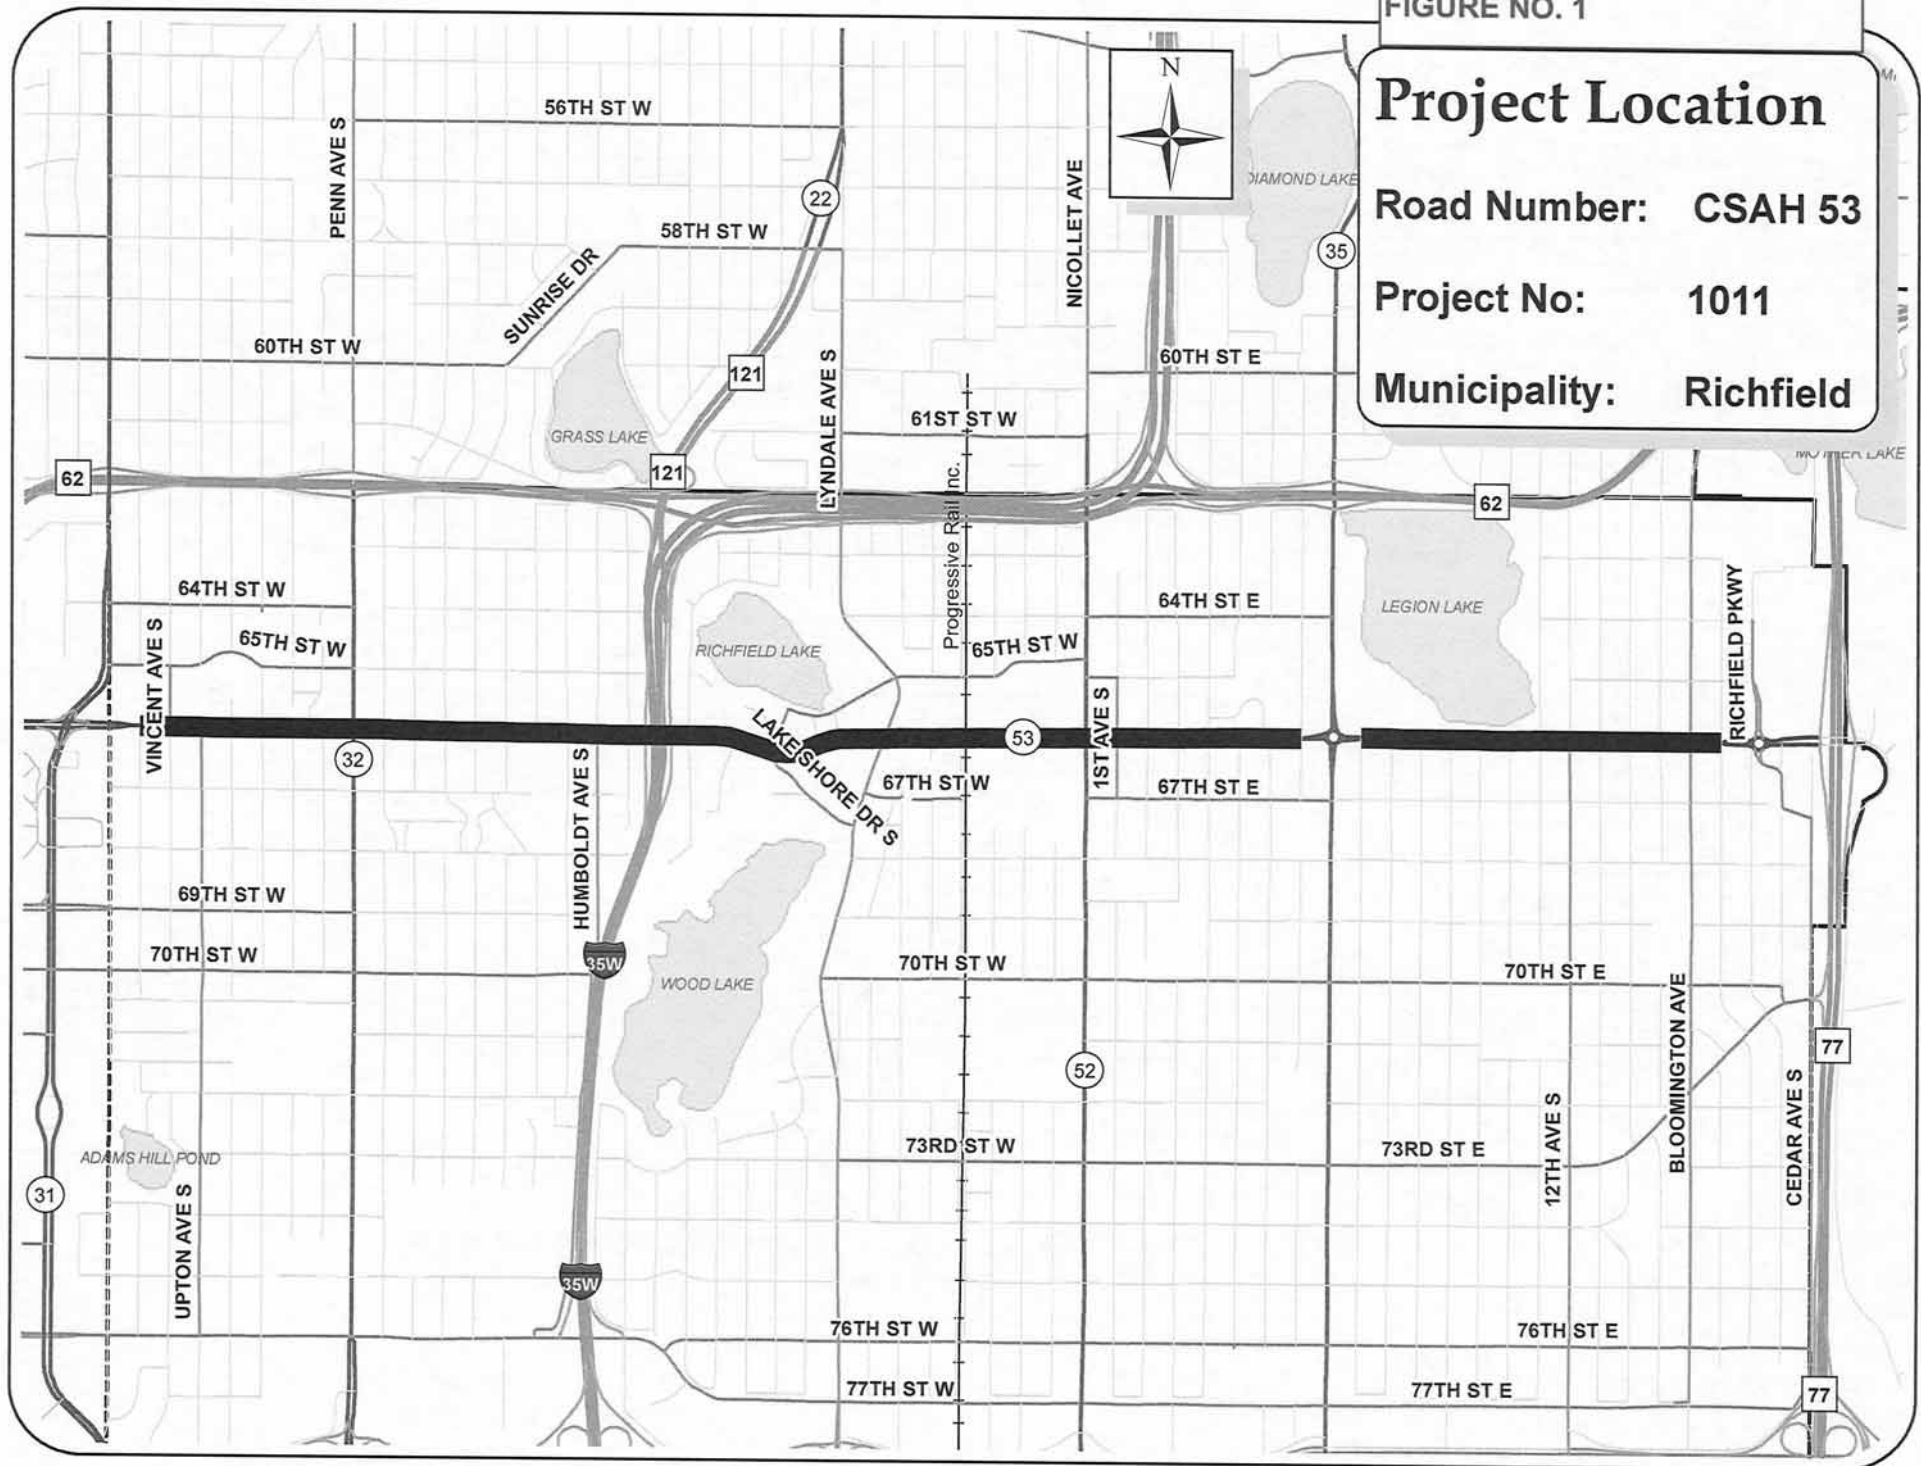 FIGURE NO. 1
Project Location
Road Number: CSAH 53
Project No: 1011
Municipality: Richfield
N
56TH ST W
PENN AVE S
22
NICOLLET AVE
DIAMOND LAKE
58TH ST W
SUNRISE DR
35
60TH ST W
121
LYNDALE AVE S
60TH ST E
61ST ST W
GRASS LAKE
121
62
Progressive Rail Inc.
62
MOTHER LAKE
64TH ST W
64TH ST E
LEGION LAKE
RICHFIELD PKWY
VINCENT AVE S
65TH ST W
RICHFIELD LAKE
65TH ST W
1ST AVE S
LAKE SHORE DR S
53
32
HUMBOLDT AVE S
67TH ST W
67TH ST E
69TH ST W
70TH ST W
35W
WOOD LAKE
70TH ST W
70TH ST E
BLOOMINGTON AVE
77
52
CEDAR AVE S
12TH AVE S
73RD ST W
73RD ST E
ADAMS HILL POND
31
UPTON AVE S
35W
76TH ST W
76TH ST E
77TH ST W
77TH ST E
77